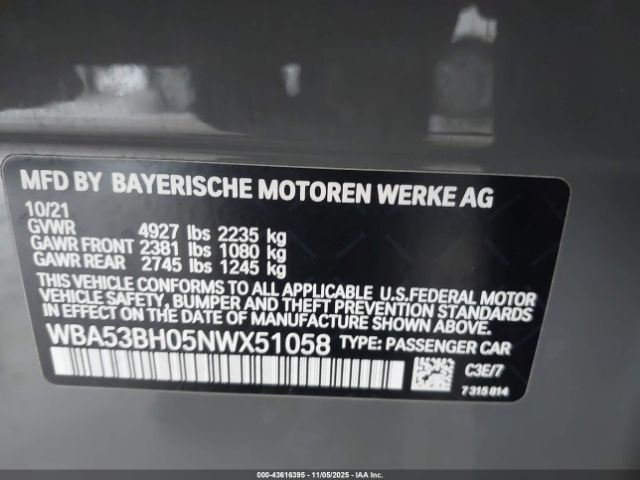 MFD BY BAYERISCHE MOTOREN WERKE AG
10/21
GVWR 4927 lbs 2235 kg
GAWR FRONT 2381 lbs 1080 kg
GAWR REAR 2745 lbs 1245 kg
THIS VEHICLE CONFORMS TO ALL APPLICABLE U.S.FEDERAL MOTOR
VEHICLE SAFETY, BUMPER AND THEFT PREVENTION STANDARDS
IN EFFECT ON THE DATE OF MANUFACTURE SHOWN ABOVE.
WBA53BH05NWX51058 TYPE: PASSENGER CAR
C3E/7
7 315 814
000-43616395 - 11/05/2025 - © IAA Inc.